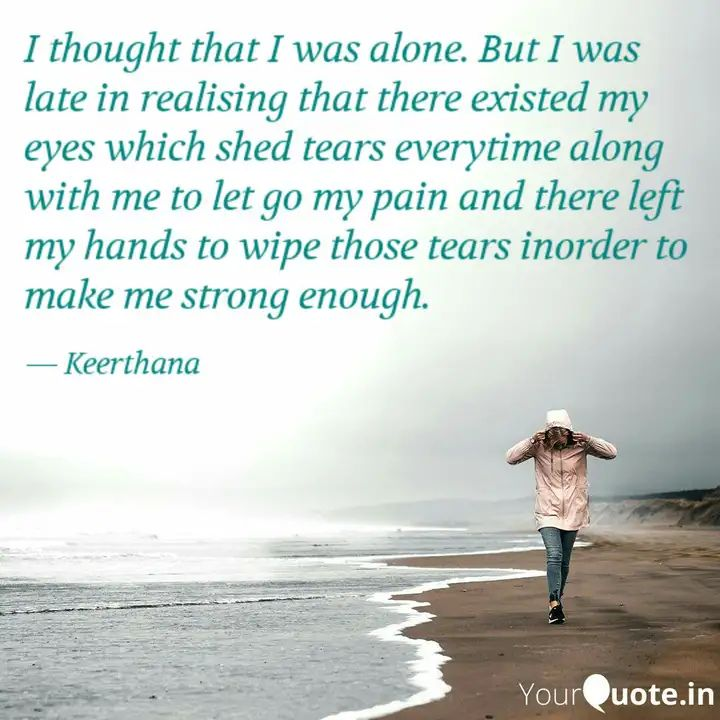 I thought that I was alone. But I was
late in realising that there existed my
eyes which shed tears everytime along
with me to let go my pain and there left
my hands to wipe those tears inorder to
make me strong enough.
— Keerthana
YourQuote.in